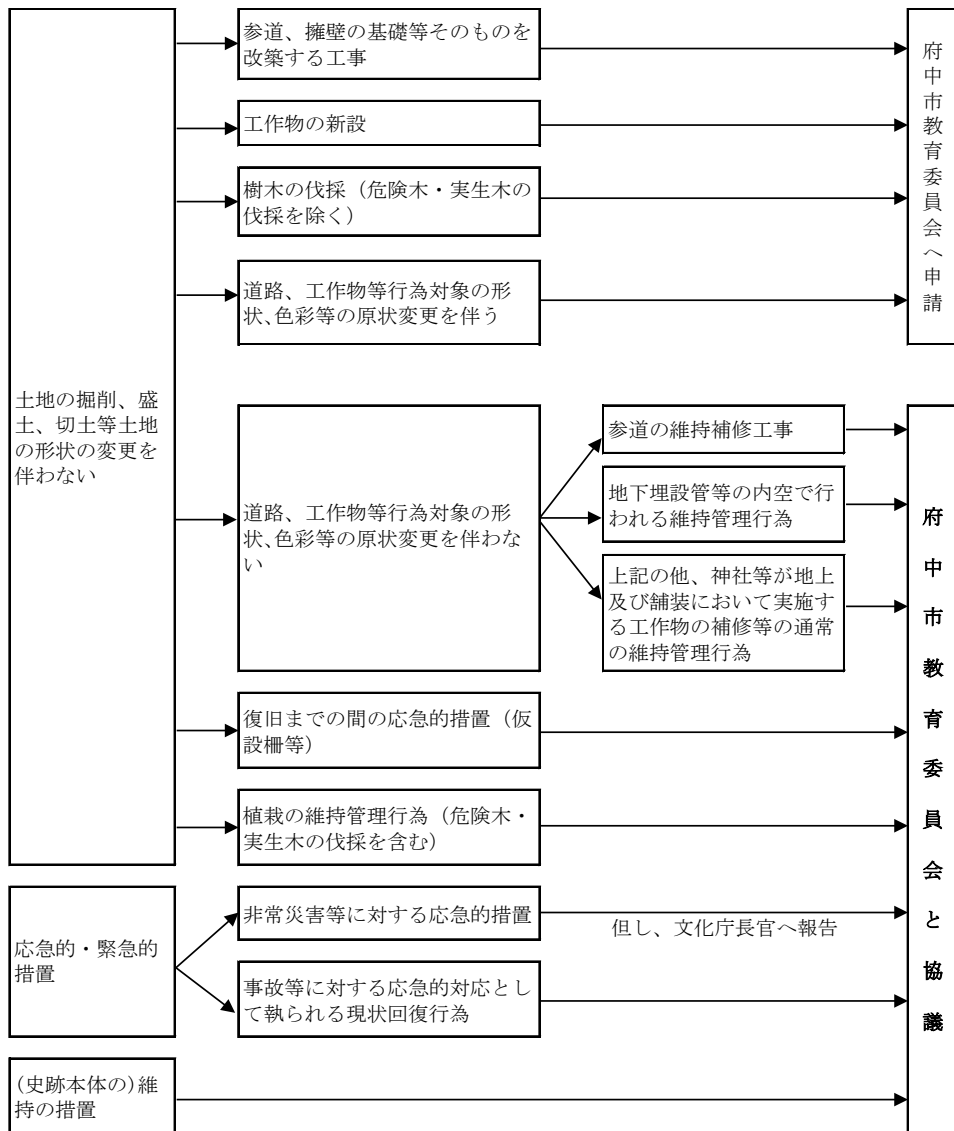 土地の掘削、盛
土、切土等土地
の形状の変更を
伴わない
参道、擁壁の基礎等そのものを
改築する工事
工作物の新設
樹木の伐採（危険木・実生木の
伐採を除く）
道路、工作物等行為対象の形
状、色彩等の原状変更を伴う
府中市教育委員会へ申請
道路、工作物等行為対象の形
状、色彩等の原状変更を伴わな
い
参道の維持補修工事
地下埋設管等の内空で行
われる維持管理行為
上記の他、神社等が地上
及び舗装において実施す
る工作物の補修等の通常
の維持管理行為
復旧までの間の応急的措置（仮
設柵等）
植栽の維持管理行為（危険木・
実生木の伐採を含む）
応急的・緊急的
措置
非常災害等に対する応急的措置
但し、文化庁長官へ報告
事故等に対する応急的対応とし
て執られる現状回復行為
(史跡本体の)維
持の措置
府中市教育委員会と協議